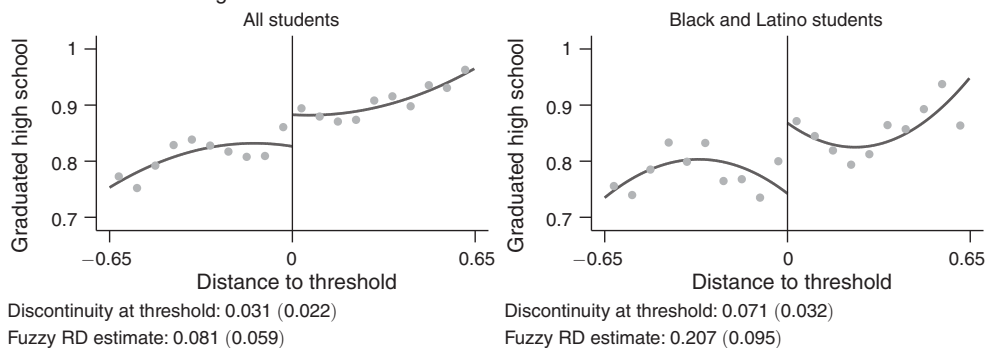 All students
Graduated high school
1
0.9
0.8
0.7
−0.65
0
0.65
Distance to threshold
Discontinuity at threshold: 0.031 (0.022)
Fuzzy RD estimate: 0.081 (0.059)
Black and Latino students
Graduated high school
1
0.9
0.8
0.7
−0.65
0
0.65
Distance to threshold
Discontinuity at threshold: 0.071 (0.032)
Fuzzy RD estimate: 0.207 (0.095)